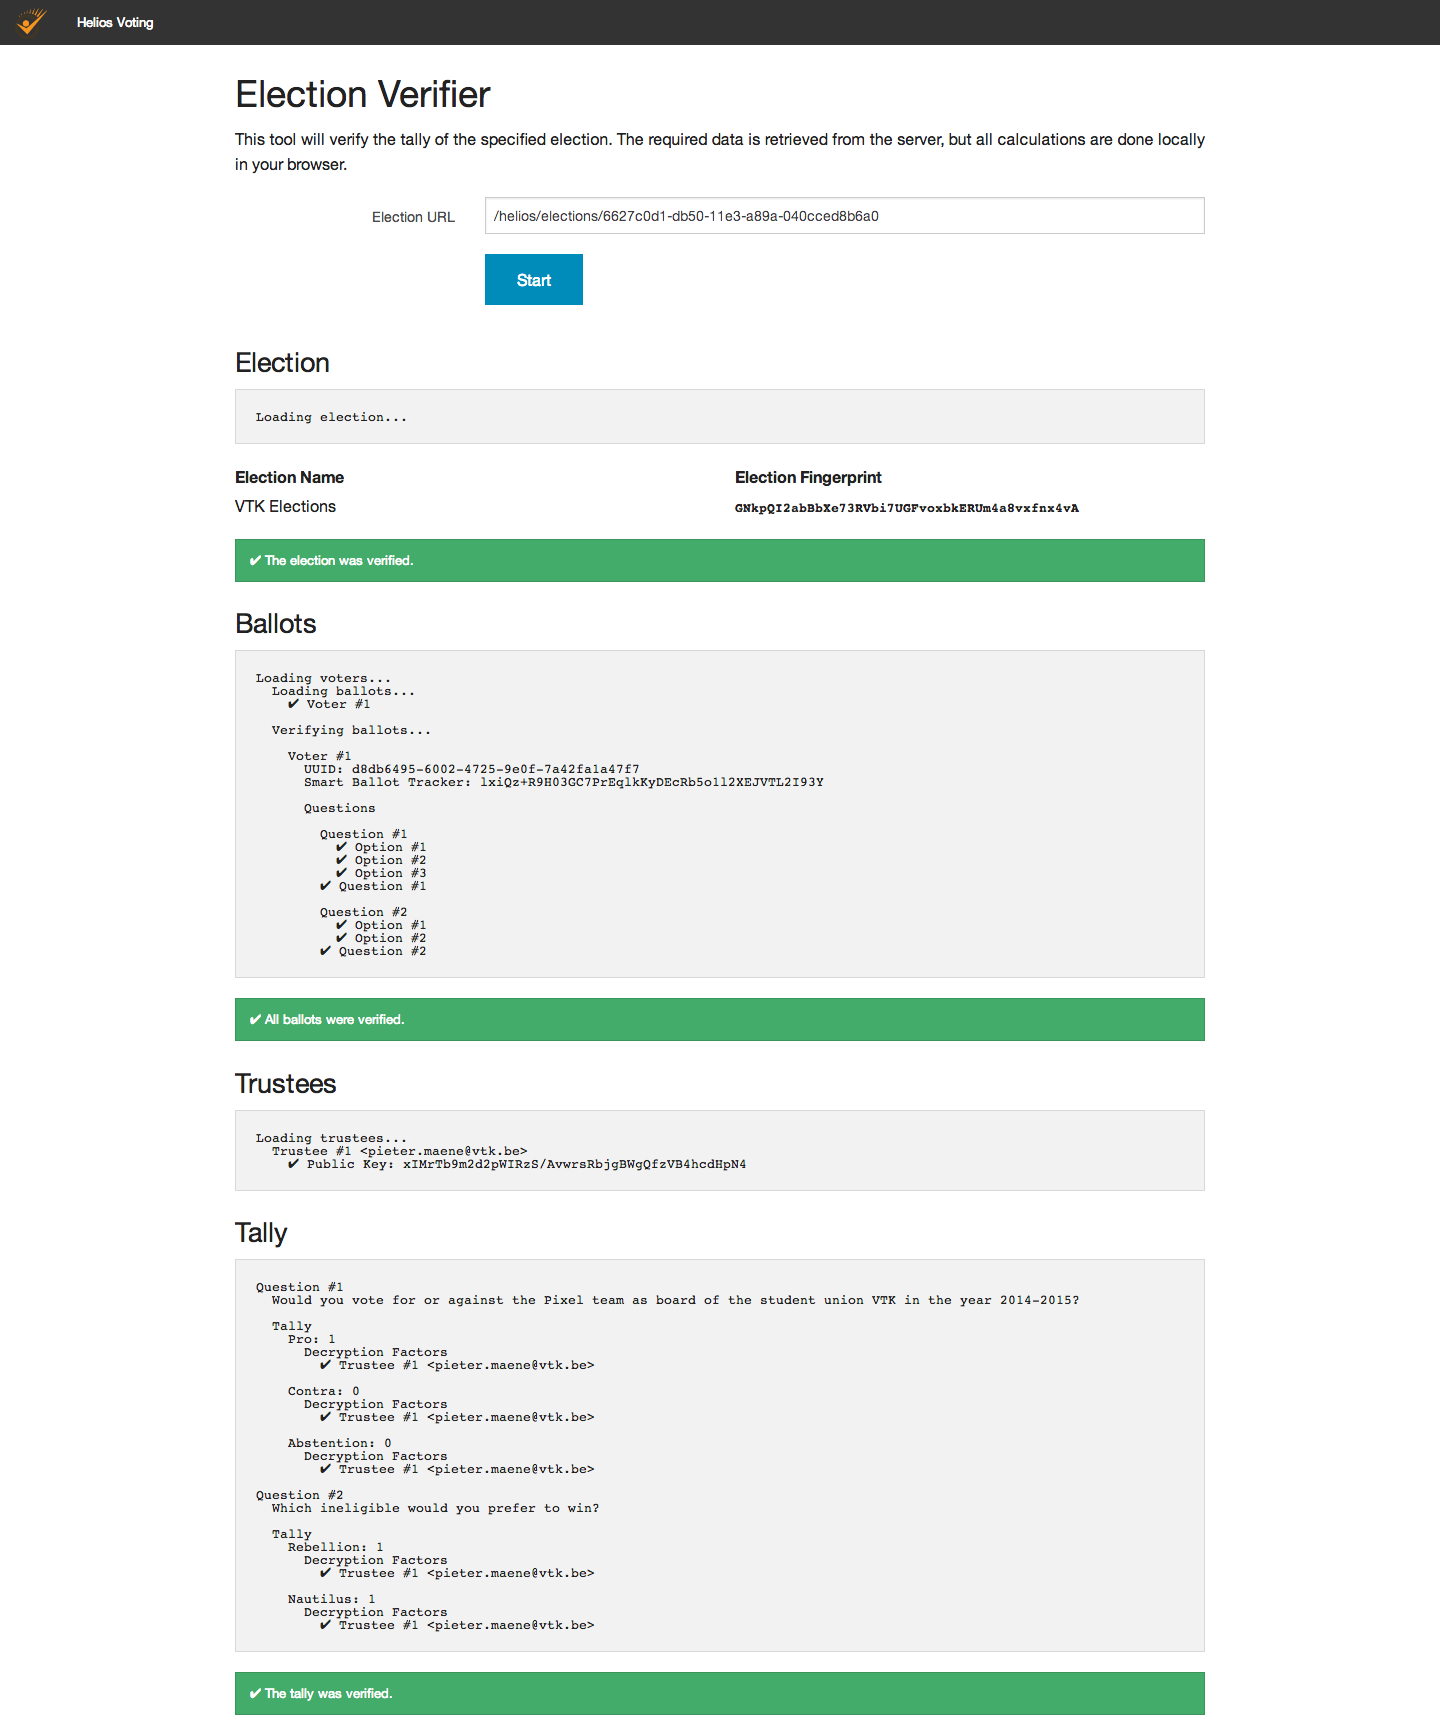 Helios Voting
Election Verifier
This tool will verify the tally of the specified election. The required data is retrieved from the server, but all calculations are done locally
in your browser.
Election URL
/helios/elections/6627c0d1-db50-11e3-a89a-040cced8b6a0
Start
Election
Loading election...
Election Name
Election Fingerprint
VTK Elections
GNkpQI2abBbXe73RVbi7UGFvoxbkERUm4a8vxfnx4vA
✔ The election was verified.
Ballots
Loading voters...
Loading ballots...
✔ Voter #1
Verifying ballots...
Voter #1
UUID: d8db6495-6002-4725-9e0f-7a42fa1a47f7
Smart Ballot Tracker: lxiQz+R9H03GC7PrEqlkKyDEcRb5o1l2XEJVTL2I93Y
Questions
Question #1
✔ Option #1
✔ Option #2
✔ Option #3
✔ Question #1
Question #2
✔ Option #1
✔ Option #2
✔ Question #2
✔ All ballots were verified.
Trustees
Loading trustees...
Trustee #1 <pieter.maene@vtk.be>
✔ Public Key: xIMrTb9m2d2pWIRzS/AvwrsRbjgBWgQfzVB4hcdHpN4
Tally
Question #1
Would you vote for or against the Pixel team as board of the student union VTK in the year 2014-2015?
Tally
Pro: 1
Decryption Factors
✔ Trustee #1 <pieter.maene@vtk.be>
Contra: 0
Decryption Factors
✔ Trustee #1 <pieter.maene@vtk.be>
Abstention: 0
Decryption Factors
✔ Trustee #1 <pieter.maene@vtk.be>
Question #2
Which ineligible would you prefer to win?
Tally
Rebellion: 1
Decryption Factors
✔ Trustee #1 <pieter.maene@vtk.be>
Nautilus: 1
Decryption Factors
✔ Trustee #1 <pieter.maene@vtk.be>
✔ The tally was verified.